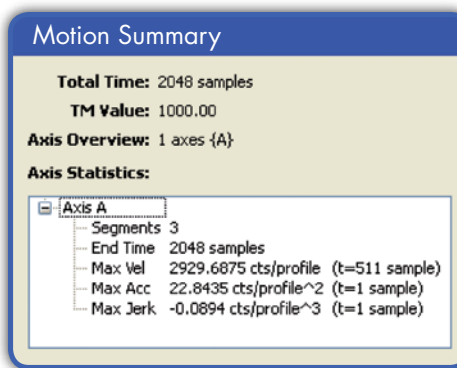 Motion Summary
Total Time: 2048 samples
TM Value: 1000.00
Axis Overview: 1 axes {A}
Axis Statistics:
Axis A
Segments 3
End Time 2048 samples
Max Vel 2929.6875 cts/profile (t=511 sample)
Max Acc 22.8435 cts/profile^2 (t=1 sample)
Max Jerk -0.0894 cts/profile^3 (t=1 sample)